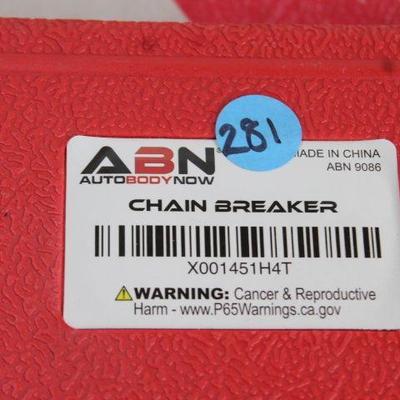 ABN
281
AUTOBODYNOW
MADE IN CHINA
ABN 9086
CHAIN BREAKER
X001451H4T
WARNING: Cancer & Reproductive
Harm - www.P65Warnings.ca.gov